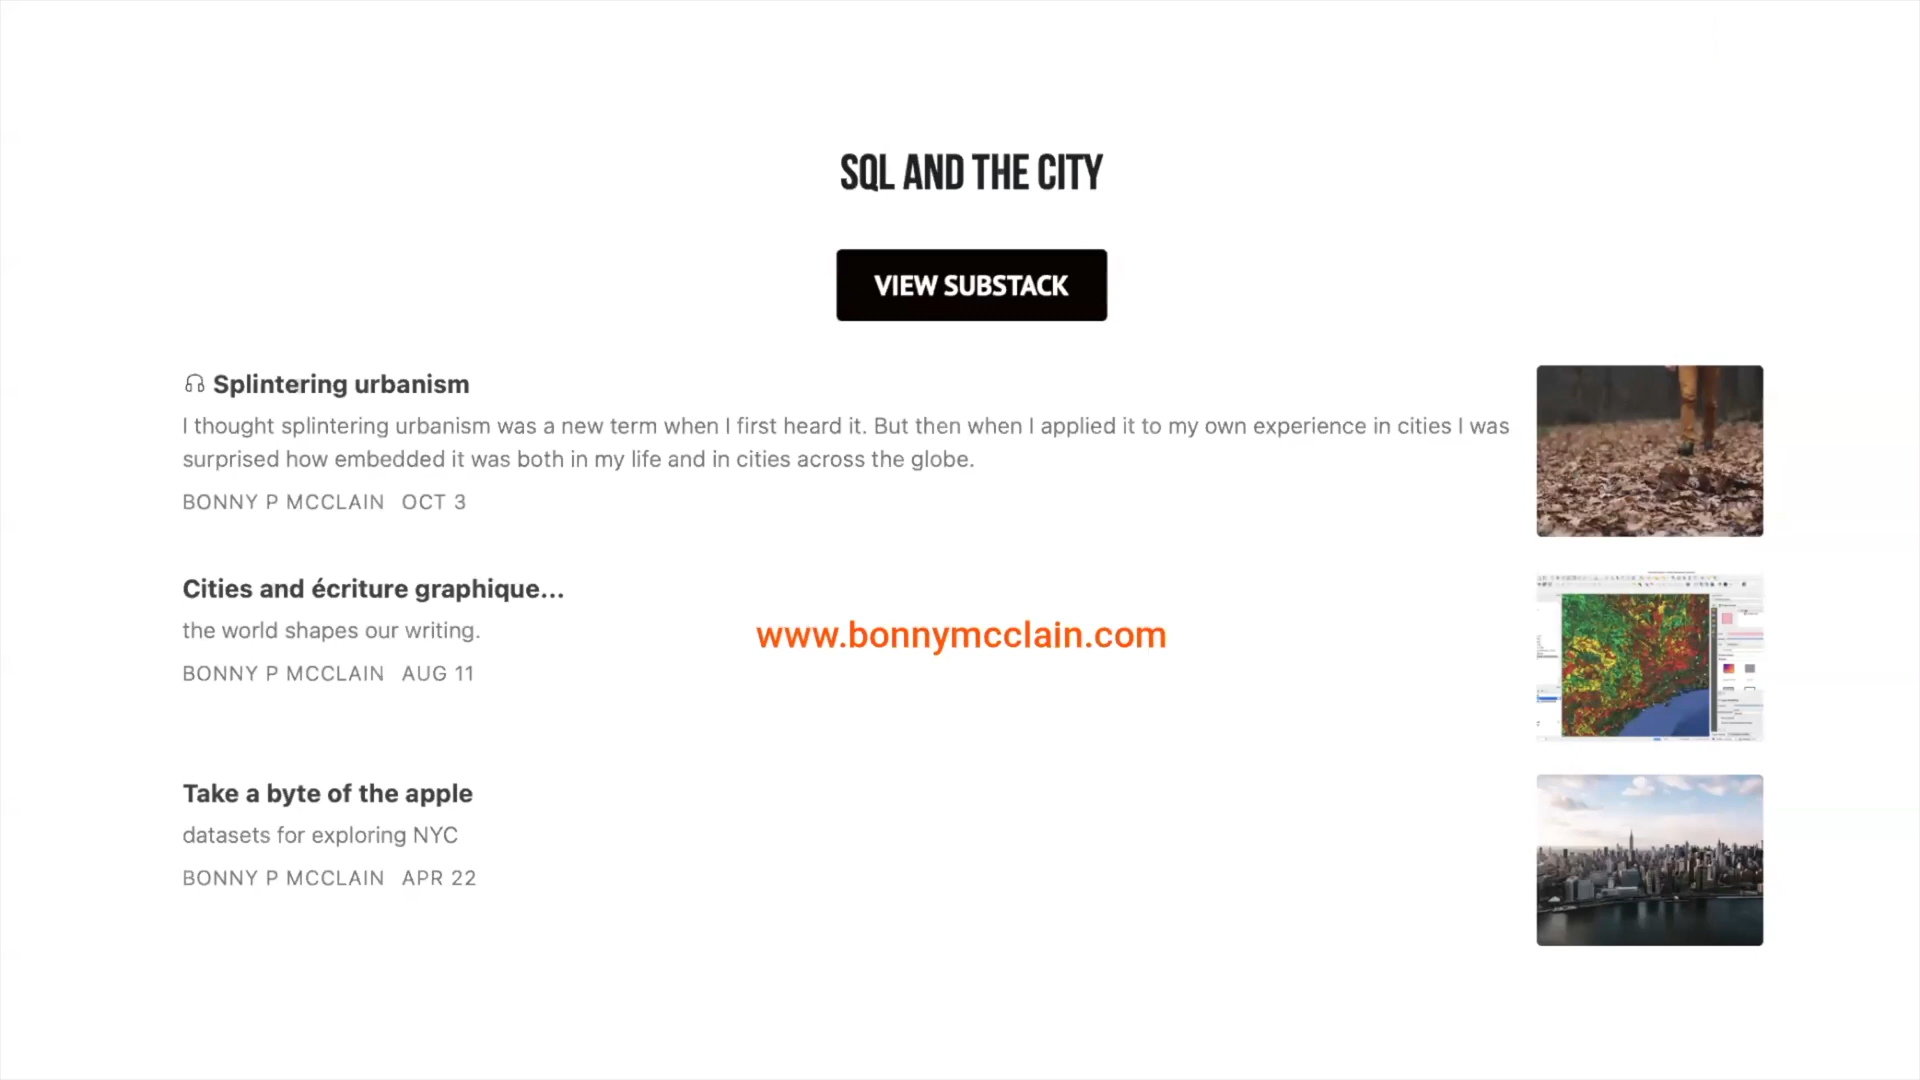 SQL AND THE CITY
VIEW SUBSTACK
Splintering urbanism
I thought splintering urbanism was a new term when I first heard it. But then when I applied it to my own experience in cities I was
surprised how embedded it was both in my life and in cities across the globe.
BONNY P MCCLAIN OCT 3
Cities and écriture graphique...
the world shapes our writing.
BONNY P MCCLAIN AUG 11
www.bonnymcclain.com
Take a byte of the apple
datasets for exploring NYC
BONNY P MCCLAIN APR 22